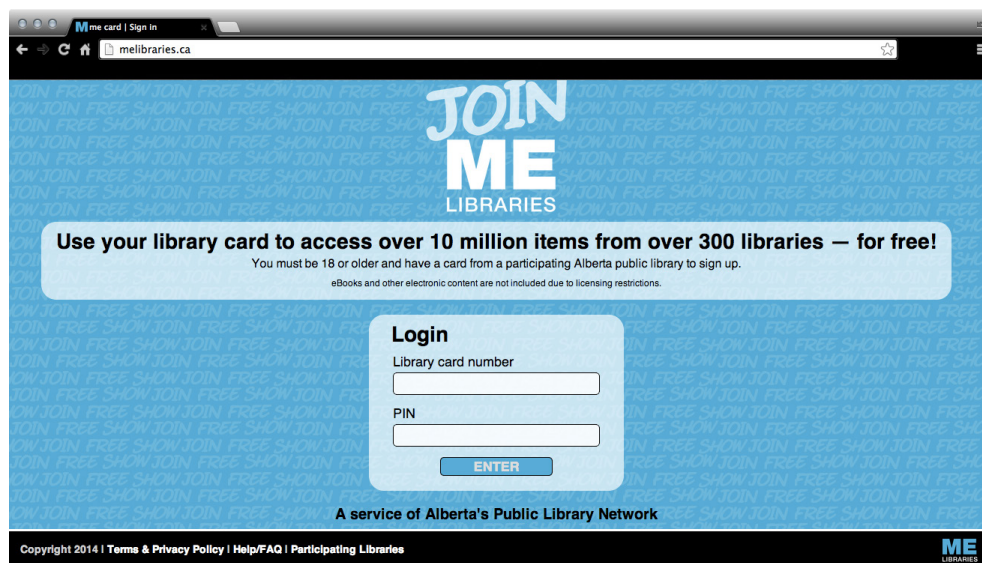 me card | Sign in
melibraries.ca
JOIN
ME
LIBRARIES
Use your library card to access over 10 million items from over 300 libraries — for free!
You must be 18 or older and have a card from a participating Alberta public library to sign up.
eBooks and other electronic content are not included due to licensing restrictions.
Login
Library card number
PIN
ENTER
A service of Alberta's Public Library Network
Copyright 2014 | Terms & Privacy Policy | Help/FAQ | Participating Libraries
ME
LIBRARIES